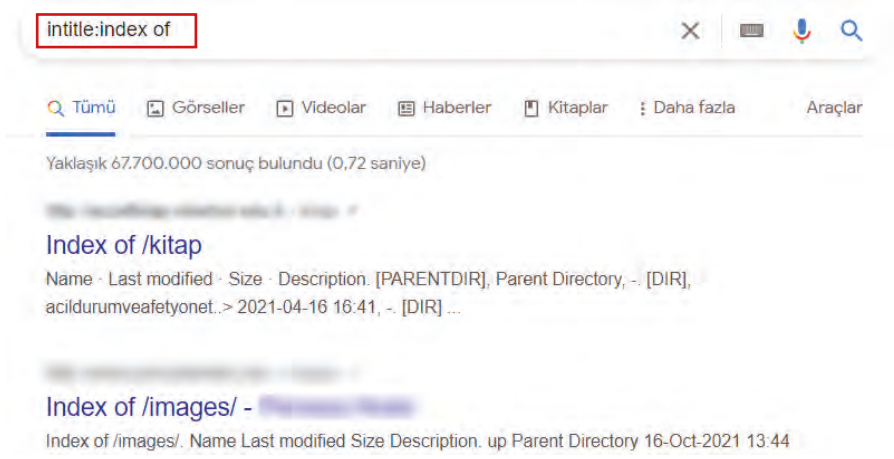 intitle:index of
Tümü Görseller Videolar Haberler Kitaplar Daha fazla Araçlar
Yaklaşık 67.700.000 sonuç bulundu (0,72 saniye)
Index of /kitap
Name · Last modified · Size · Description. [PARENTDIR], Parent Directory, -. [DIR],
acildurumveafetyonet..> 2021-04-16 16:41, -. [DIR] ...
Index of /images/ -
Index of /images/. Name Last modified Size Description. up Parent Directory 16-Oct-2021 13:44